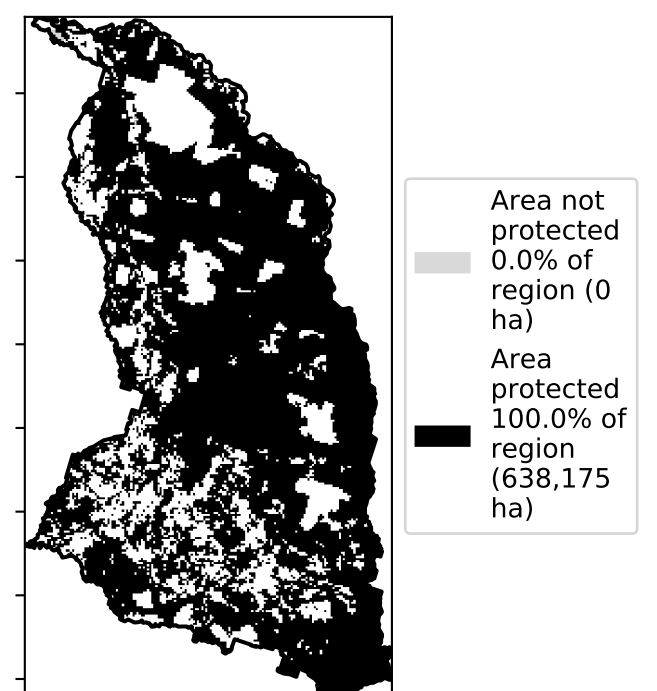 Area not
protected
0.0% of
region (0
ha)
Area
protected
100.0% of
region
(638,175
ha)